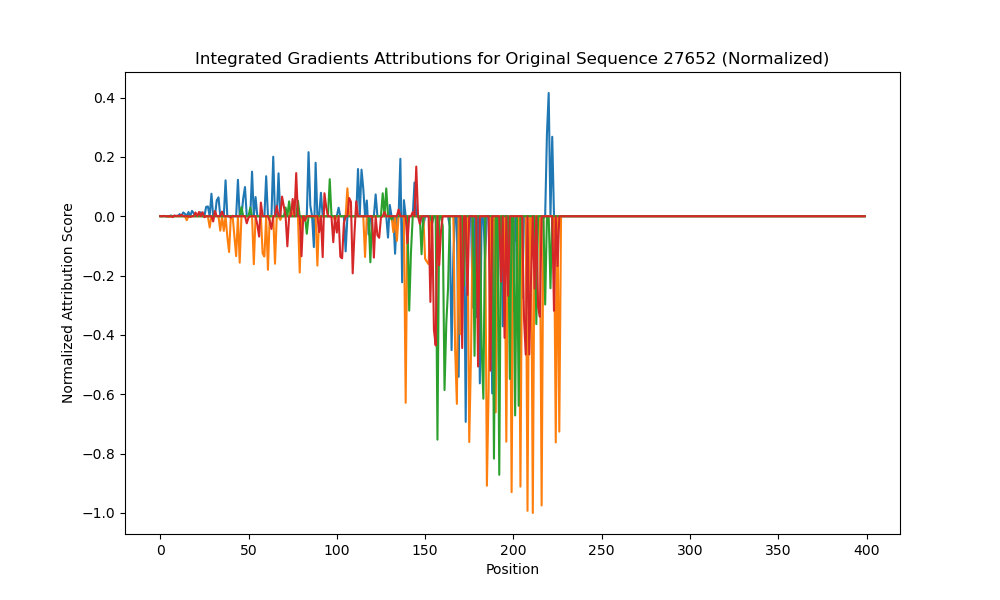 Integrated Gradients Attributions for Original Sequence 27652 (Normalized)
Normalized Attribution Score
0.4
0.2
0.0
−0.2
−0.4
−0.6
−0.8
−1.0
0 50 100 150 200 250 300 350 400
Position